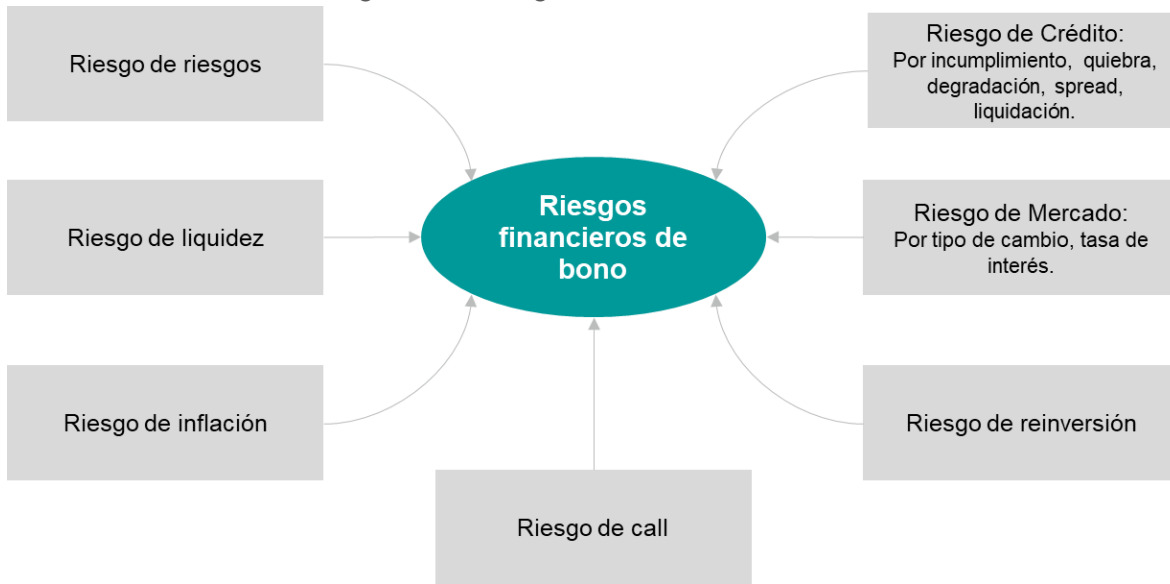 Riesgo de riesgos
Riesgo de Crédito:
Por incumplimiento, quiebra,
degradación, spread,
liquidación.
Riesgos
financieros de
bono
Riesgo de liquidez
Riesgo de Mercado:
Por tipo de cambio, tasa de
interés.
Riesgo de inflación
Riesgo de reinversión
Riesgo de call